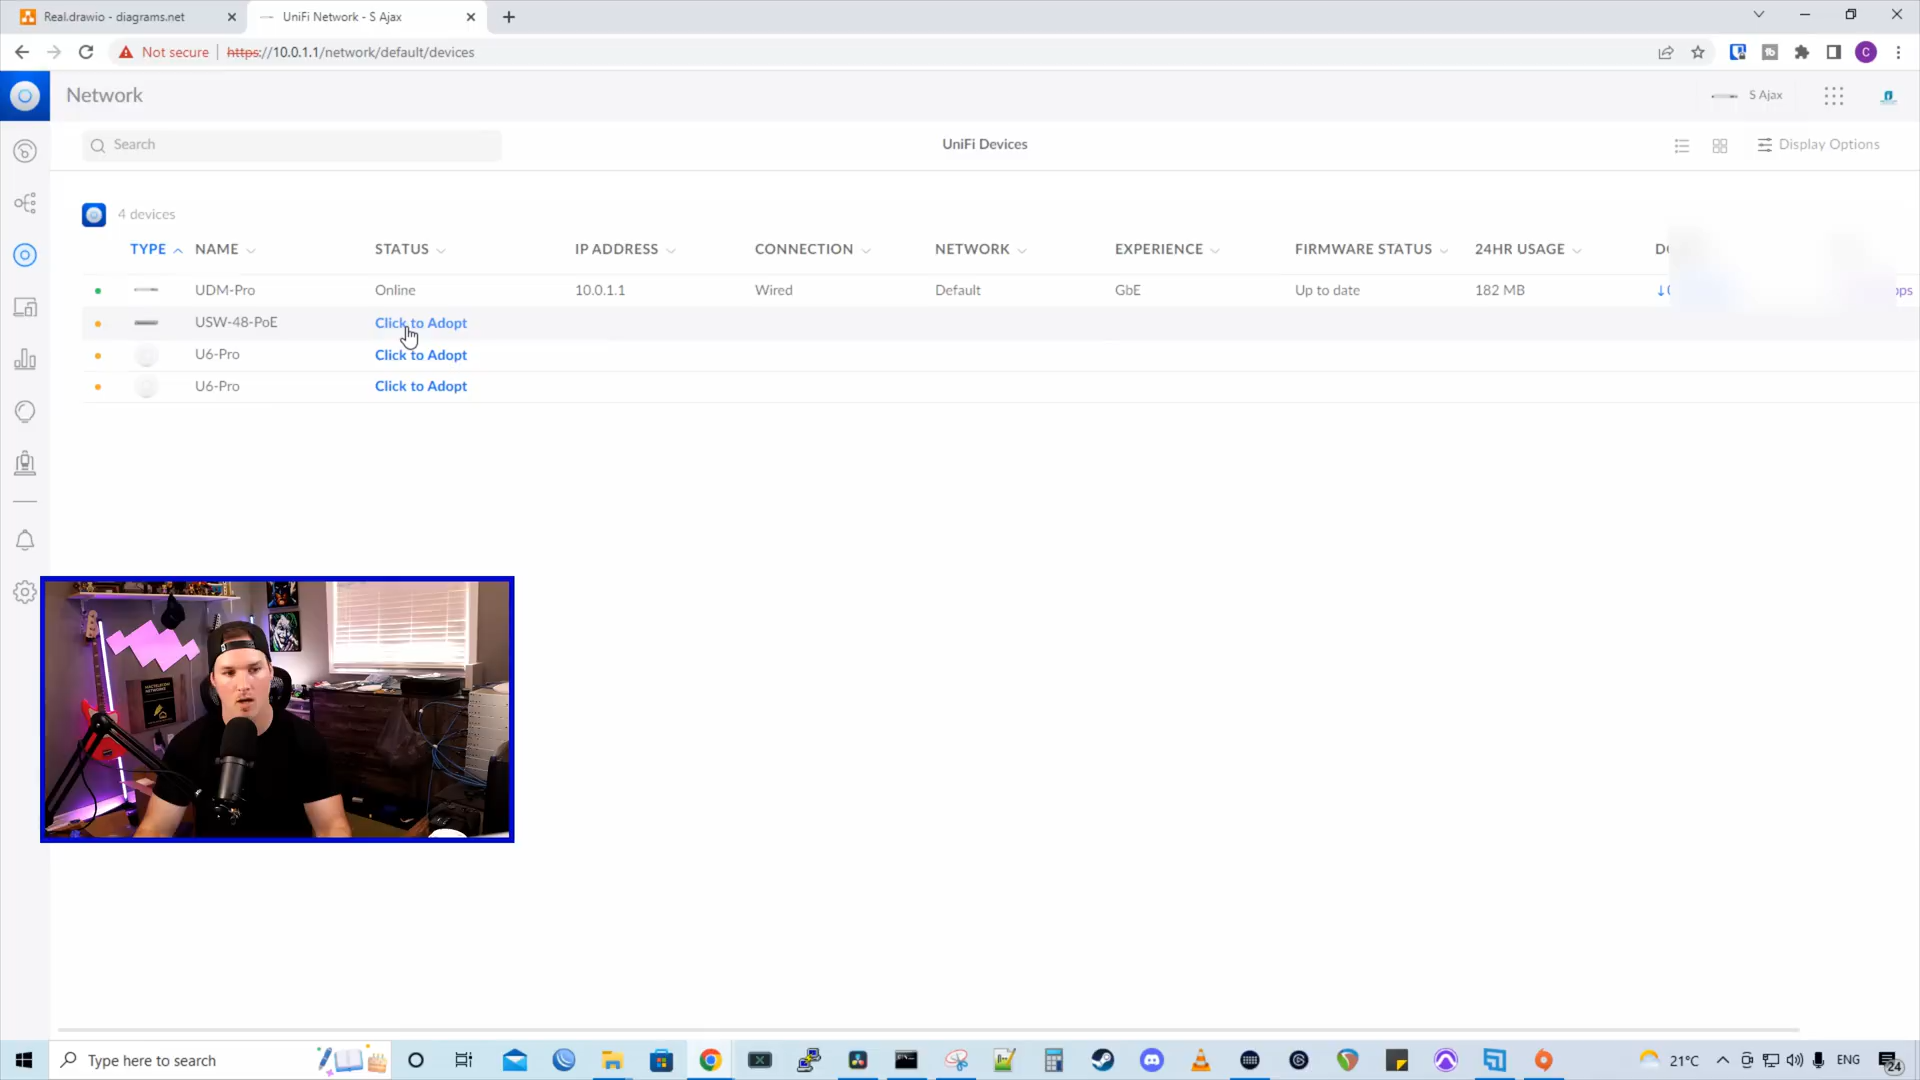 Real.drawio - diagrams.net
UniFi Network - S Ajax
Not secure
https://10.0.1.1/network/default/devices
C
Network
S Ajax
Search
UniFi Devices
Display Options
4 devices
TYPE NAME STATUS IP ADDRESS CONNECTION NETWORK EXPERIENCE FIRMWARE STATUS 24HR USAGE
UDM-Pro Online 10.0.1.1 Wired Default GbE Up to date 182 MB
USW-48-PoE Click to Adopt
U6-Pro Click to Adopt
U6-Pro Click to Adopt
Type here to search
21°C
ENG
24